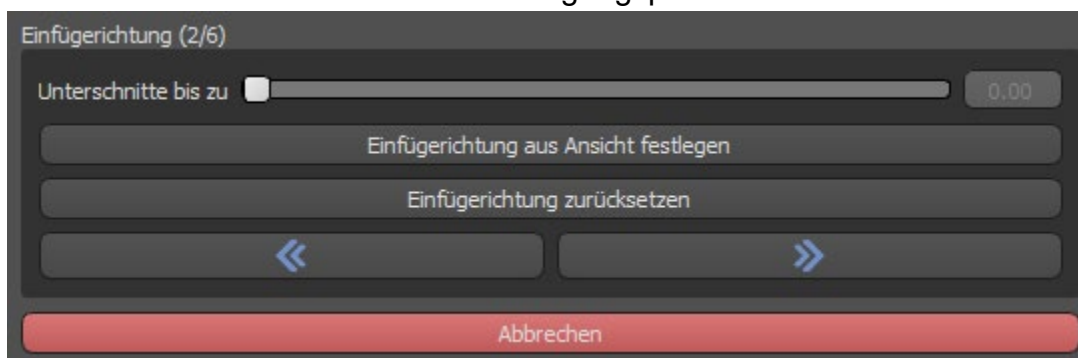 Einfügerichtung (2/6)
Unterschnitte bis zu 0.00
Einfügerichtung aus Ansicht festlegen
Einfügerichtung zurücksetzen
Abbrechen